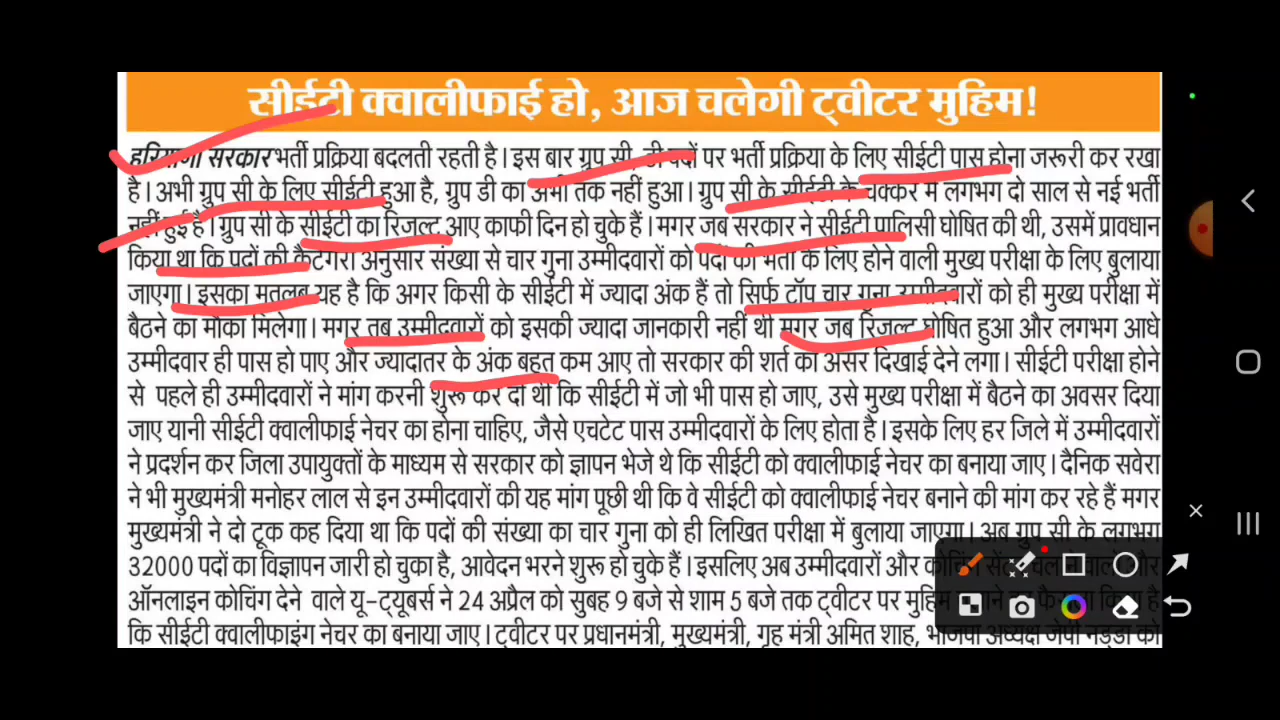 सीईटी क्वालीफाई हो, आज चलेगी ट्वीटर मुहिम!
हरियाणा सरकार भर्ती प्रक्रिया बदलती रहती है। इस बार ग्रुप सी, डी पदों पर भर्ती प्रक्रिया के लिए सीईटी पास होना जरूरी कर रखा
है। अभी ग्रुप सी के लिए सीईटी हुआ है, ग्रुप डी का अभी तक नहीं हुआ। ग्रुप सी के सीईटी के चक्कर में लगभग दो साल से नई भर्ती
नहीं हुई है। ग्रुप सी के सीईटी का रिजल्ट आए काफी दिन हो चुके हैं। मगर जब सरकार ने सीईटी पालिसी घोषित की थी, उसमें प्रावधान
किया था कि पदों की कैटेगरी अनुसार संख्या से चार गुना उम्मीदवारों को पदों की भर्ती के लिए होने वाली मुख्य परीक्षा के लिए बुलाया
जाएगा। इसका मतलब यह है कि अगर किसी के सीईटी में ज्यादा अंक हैं तो सिर्फ टॉप चार गुना उम्मीदवारों को ही मुख्य परीक्षा में
बैठने का मौका मिलेगा। मगर तब उम्मीदवारों को इसकी ज्यादा जानकारी नहीं थी मगर जब रिजल्ट घोषित हुआ और लगभग आधे
उम्मीदवार ही पास हो पाए और ज्यादातर के अंक बहुत कम आए तो सरकार की शर्त का असर दिखाई देने लगा। सीईटी परीक्षा होने
से पहले ही उम्मीदवारों ने मांग करनी शुरू कर दी थी कि सीईटी में जो भी पास हो जाए, उसे मुख्य परीक्षा में बैठने का अवसर दिया
जाए यानी सीईटी क्वालीफाई नेचर का होना चाहिए, जैसे एचटेट पास उम्मीदवारों के लिए होता है। इसके लिए हर जिले में उम्मीदवारों
ने प्रदर्शन कर जिला उपायुक्तों के माध्यम से सरकार को ज्ञापन भेजे थे कि सीईटी को क्वालीफाई नेचर का बनाया जाए। दैनिक सवेरा
ने भी मुख्यमंत्री मनोहर लाल से इन उम्मीदवारों की यह मांग पूछी थी कि वे सीईटी को क्वालीफाई नेचर बनाने की मांग कर रहे हैं मगर
मुख्यमंत्री ने दो टूक कह दिया था कि पदों की संख्या का चार गुना को ही लिखित परीक्षा में बुलाया जाएगा। अब ग्रुप सी के लगभग
32000 पदों का विज्ञापन जारी हो चुका है, आवेदन भरने शुरू हो चुके हैं। इसलिए अब उम्मीदवारों और
ऑनलाइन कोचिंग देने वाले यू-ट्यूबर्स ने 24 अप्रैल को सुबह 9 बजे से शाम 5 बजे तक ट्वीटर पर
कि सीईटी क्वालीफाइंग नेचर का बनाया जाए। ट्वीटर पर प्रधानमंत्री, मुख्यमंत्री, गृह मंत्री अमित शाह, भाजपा अध्यक्ष जेपी नड्डा को